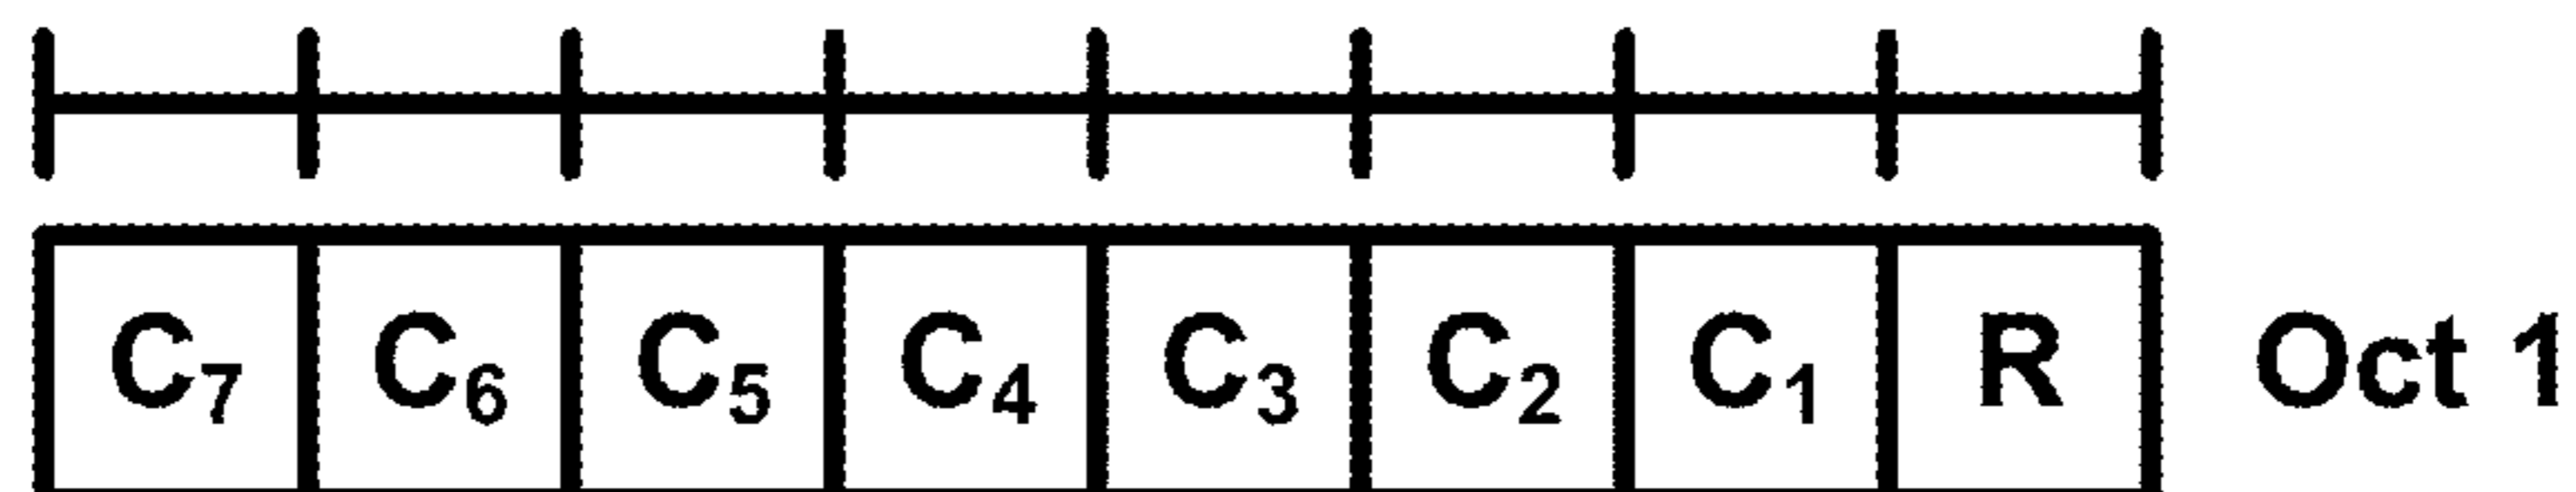 C₇ C₆ C₅ C₄ C₃ C₂ C₁ R Oct 1